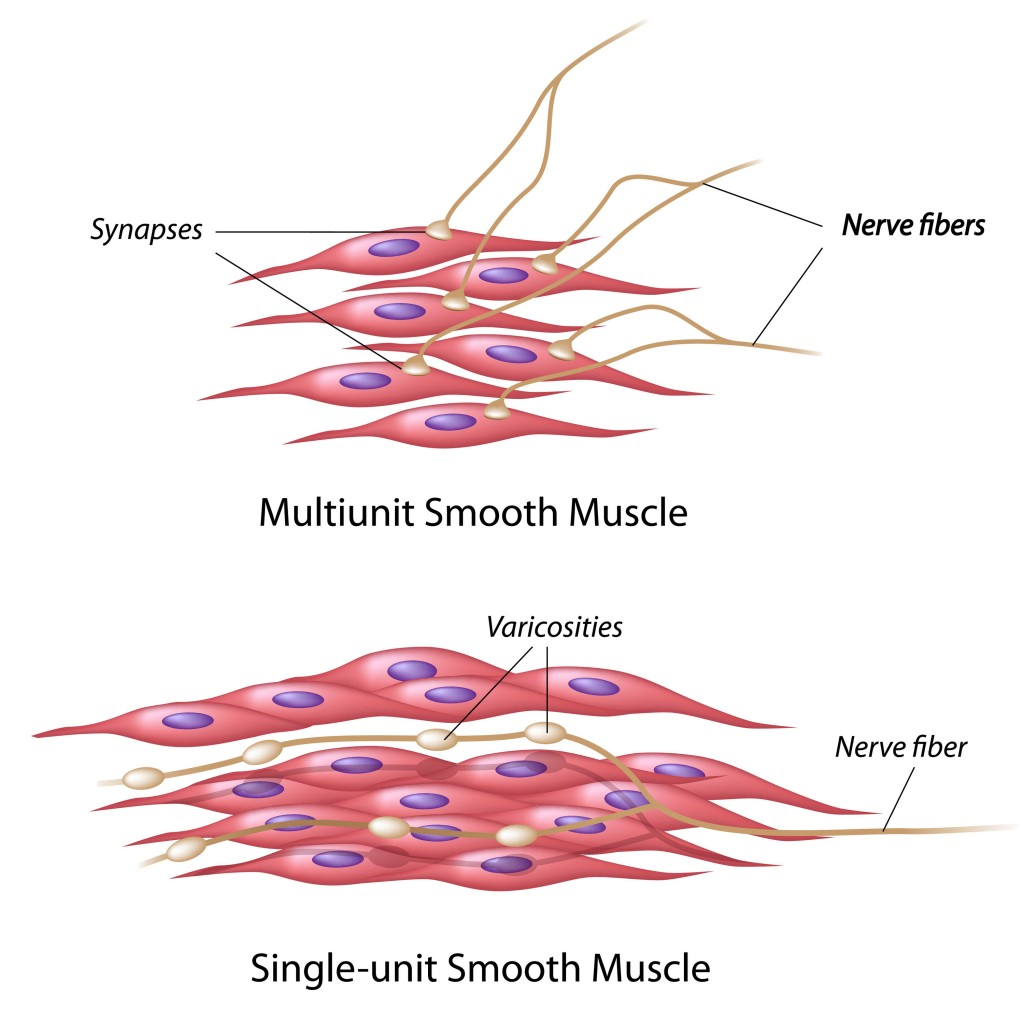 Synapses
Nerve fibers
Multiunit Smooth Muscle
Varicosities
Nerve fiber
Single-unit Smooth Muscle